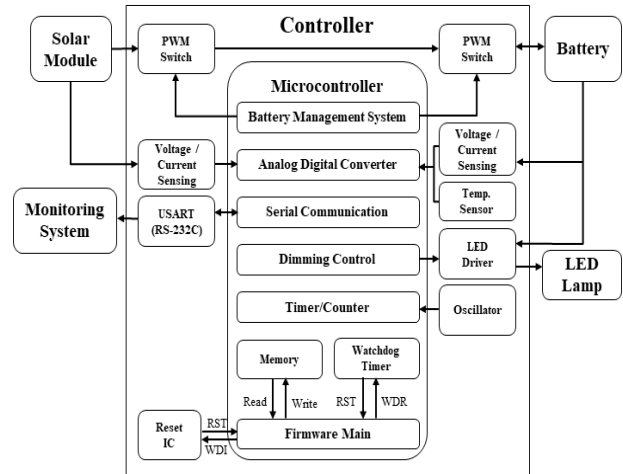 Controller
Solar
Module
PWM
Switch
PWM
Switch
Battery
Microcontroller
Battery Management System
Voltage /
Current
Sensing
Analog Digital Converter
Voltage /
Current
Sensing
Temp.
Sensor
Monitoring
System
USART
(RS-232C)
Serial Communication
Dimming Control
LED
Driver
LED
Lamp
Timer/Counter
Oscillator
Memory
Watchdog
Timer
Read
Write
RST
WDR
Reset
IC
RST
WDI
Firmware Main